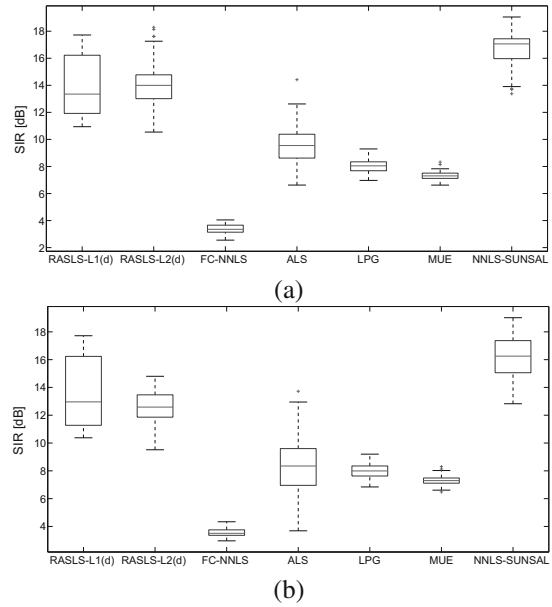 SIR [dB]
18
16
14
12
10
8
6
4
2
RASLS-L1(d) RASLS-L2(d) FC-NNLS ALS LPG MUE NNLS-SUNSAL
(a)
SIR [dB]
18
16
14
12
10
8
6
4
RASLS-L1(d) RASLS-L2(d) FC-NNLS ALS LPG MUE NNLS-SUNSAL
(b)